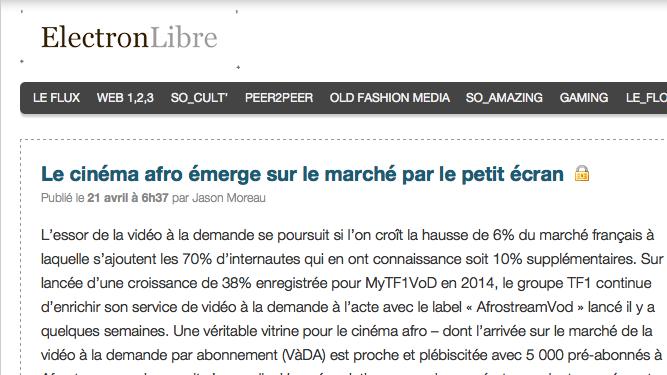 ElectronLibre
LE FLUX WEB 1,2,3 SO_CULT' PEER2PEER OLD FASHION MEDIA SO_AMAZING GAMING LE_FLO
Le cinéma afro émerge sur le marché par le petit écran
Publié le 21 avril à 6h37 par Jason Moreau
L'essor de la vidéo à la demande se poursuit si l'on croît la hausse de 6% du marché français à
laquelle s'ajoutent les 70% d'internautes qui en ont connaissance soit 10% supplémentaires. Sur
lancée d'une croissance de 38% enregistrée pour MyTF1VoD en 2014, le groupe TF1 continue
d'enrichir son service de vidéo à la demande à l'acte avec le label « AfrostreamVod » lancé il y a
quelques semaines. Une véritable vitrine pour le cinéma afro – dont l'arrivée sur le marché de la
vidéo à la demande par abonnement (VàDA) est proche et plébiscitée avec 5 000 pré-abonnés à